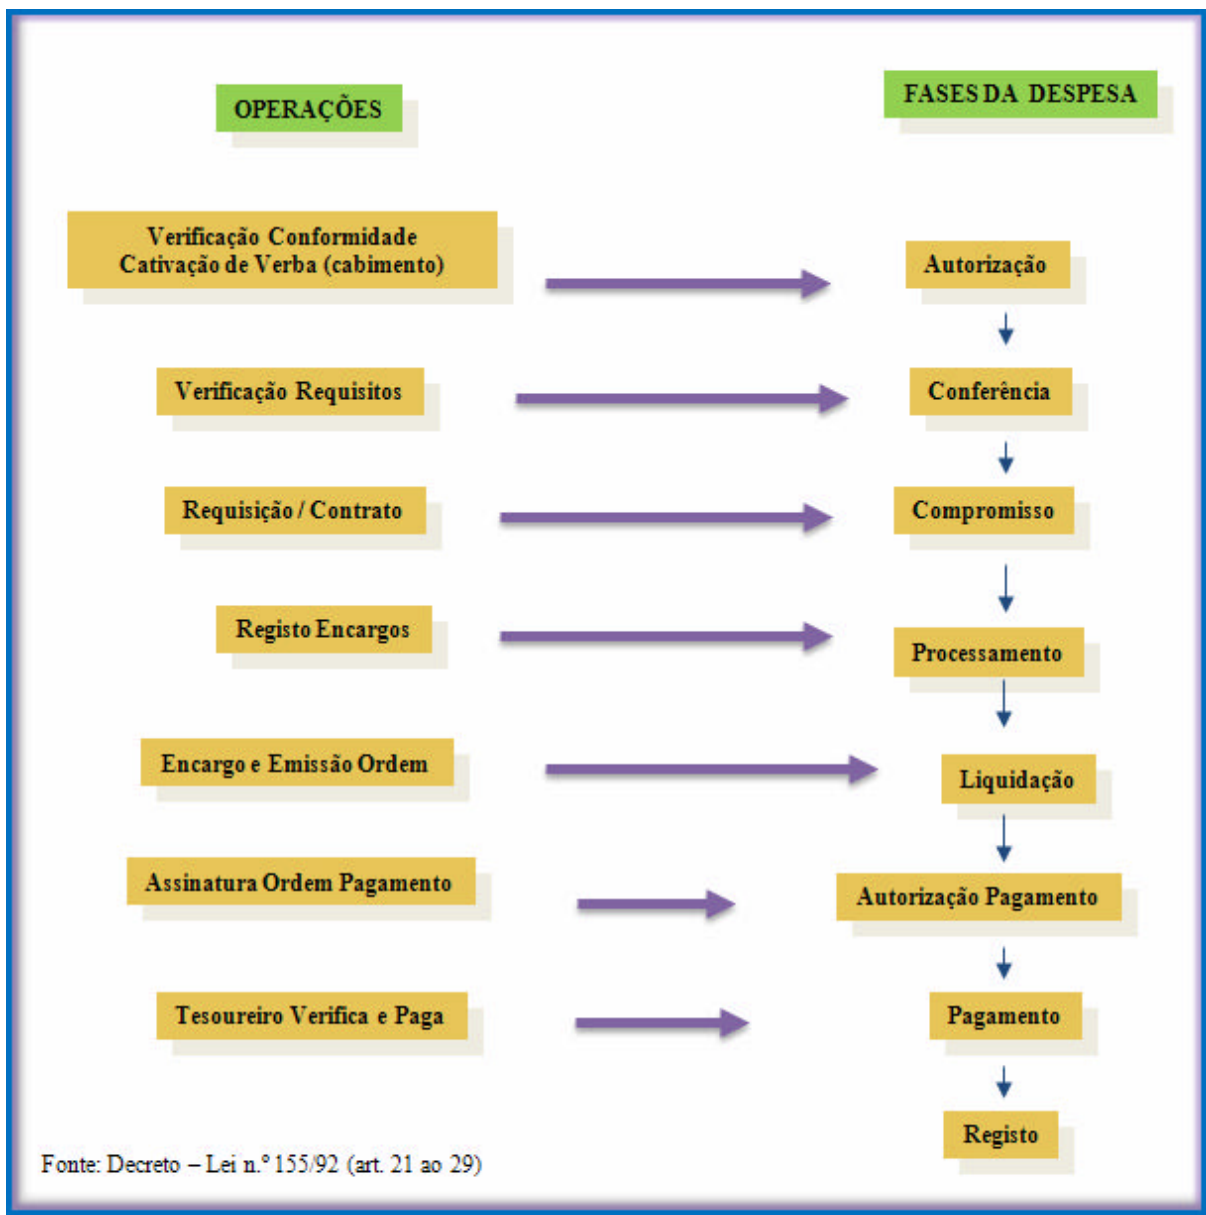 OPERAÇÕES
FASES DA DESPESA
Verificação Conformidade
Cativação de Verba (cabimento)
Autorização
Verificação Requisitos
Conferência
Requisição / Contrato
Compromisso
Registo Encargos
Processamento
Encargo e Emissão Ordem
Liquidação
Assinatura Ordem Pagamento
Autorização Pagamento
Tesoureiro Verifica e Paga
Pagamento
Registo
Fonte: Decreto – Lei n.º 155/92 (art. 21 ao 29)